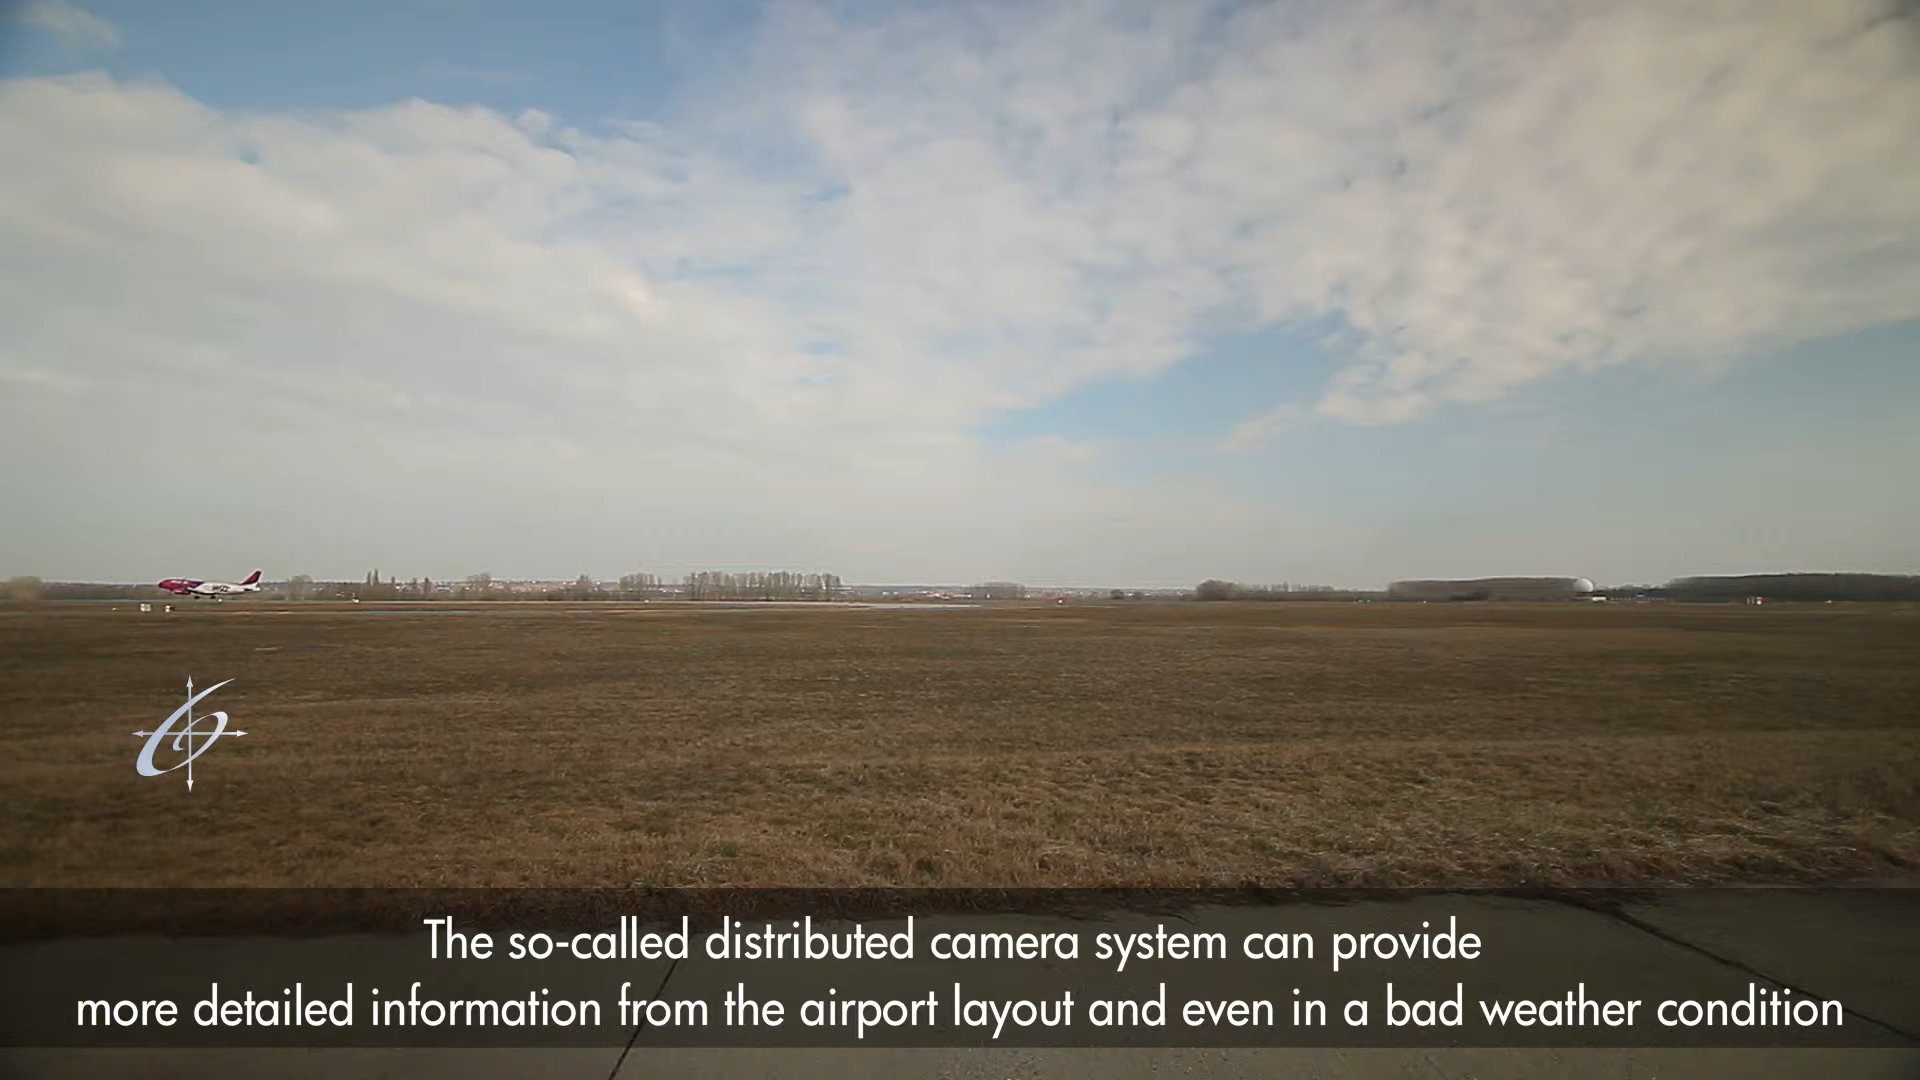 The so-called distributed camera system can provide
more detailed information from the airport layout and even in a bad weather condition